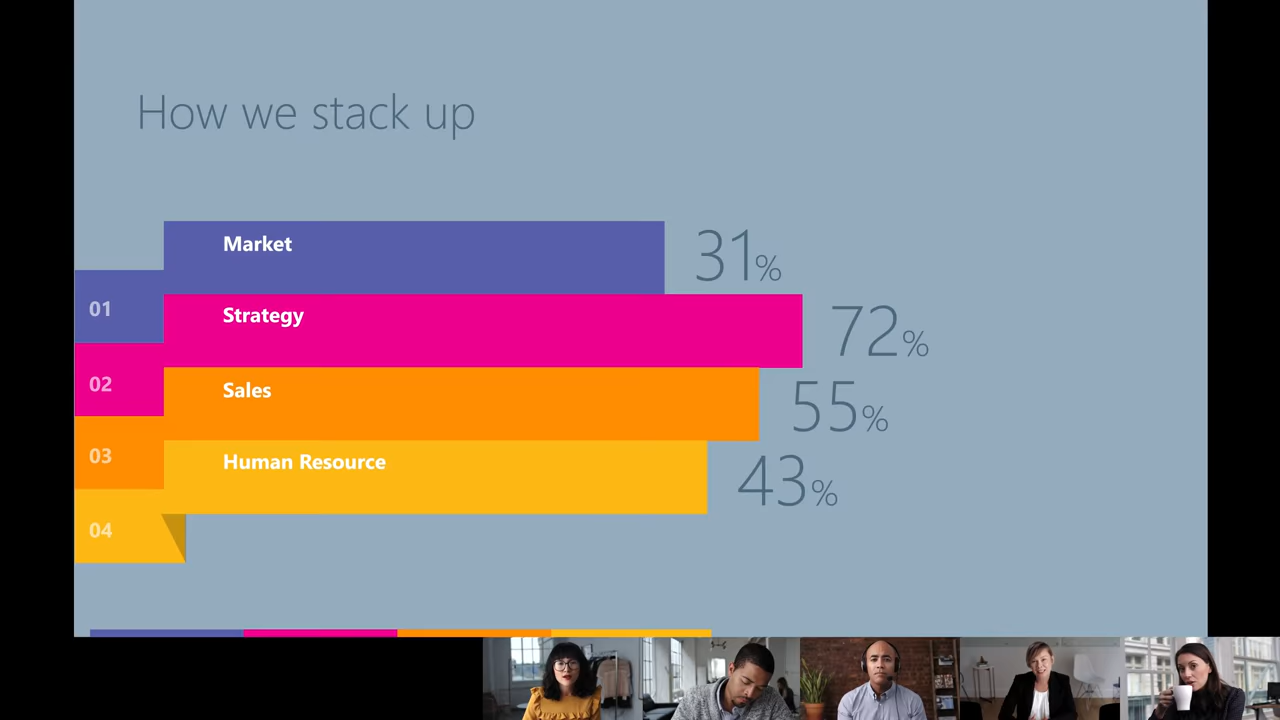 How we stack up
Market
31%
01
Strategy
72%
02
Sales
55%
03
Human Resource
43%
04